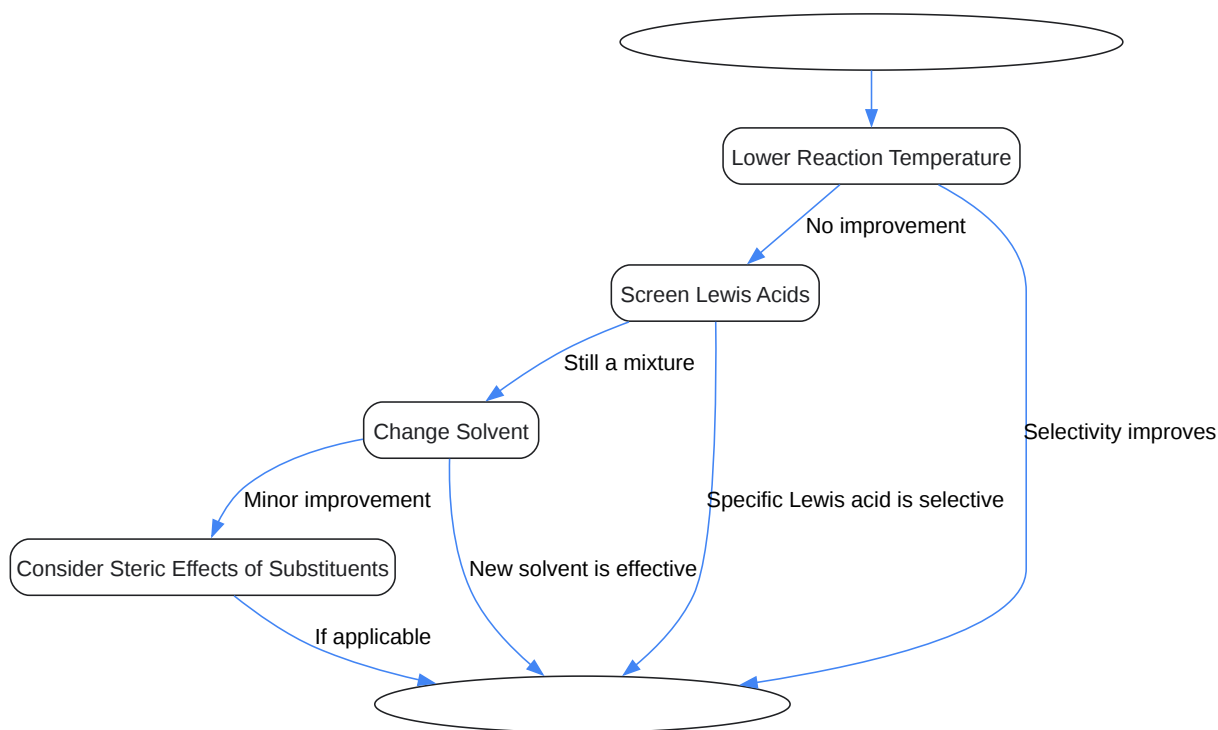 Lower Reaction Temperature
No improvement
Screen Lewis Acids
Still a mixture
Change Solvent
Selectivity improves
Minor improvement
Specific Lewis acid is selective
Consider Steric Effects of Substituents
New solvent is effective
If applicable